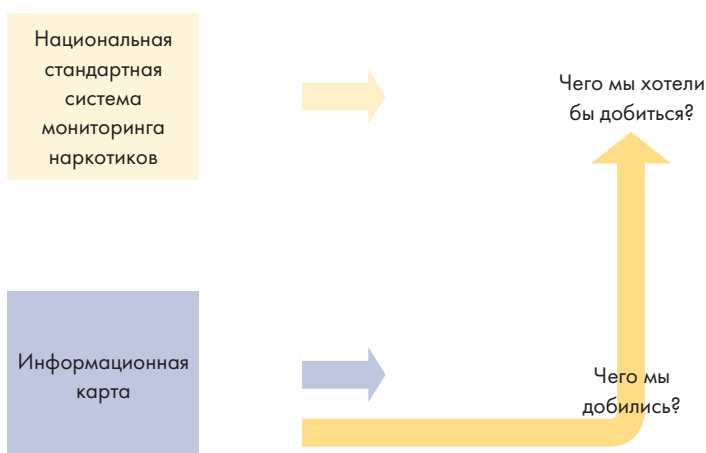 Национальная
стандартная
система
мониторинга
наркотиков
Чего мы хотели
бы добиться?
Информационная
карта
Чего мы
добились?